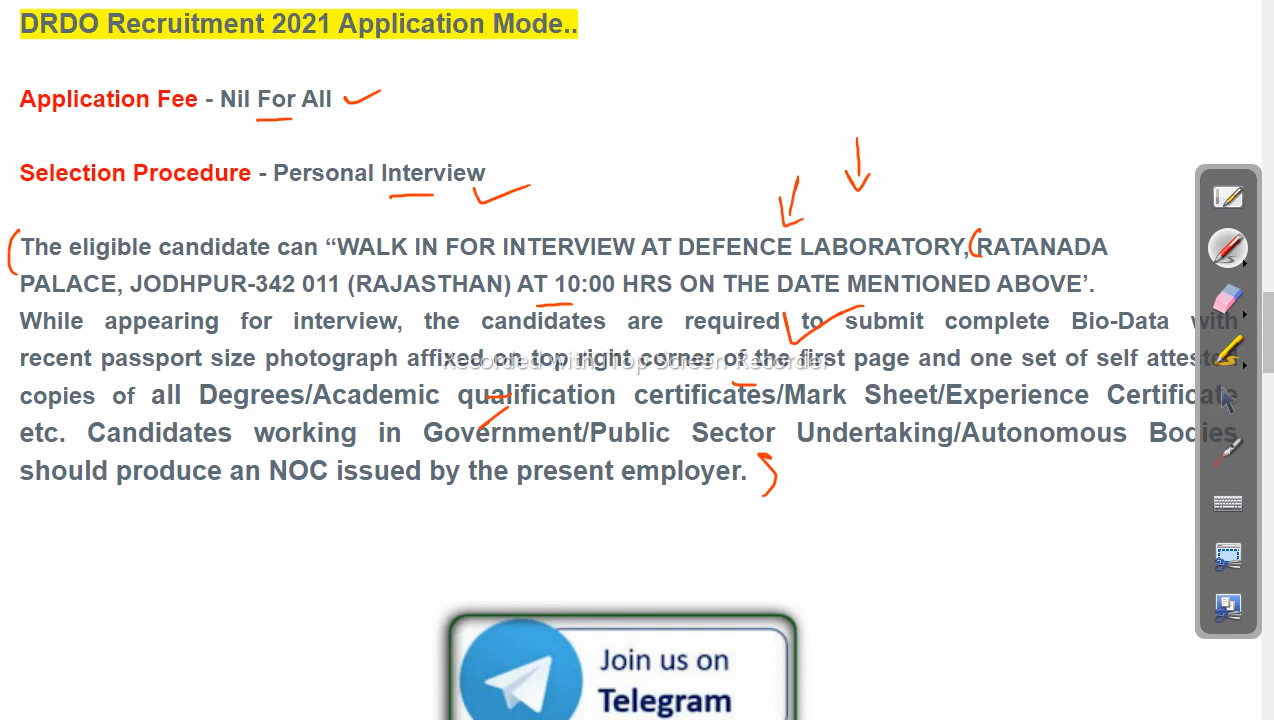 DRDO Recruitment 2021 Application Mode..
Application Fee - Nil For All
Selection Procedure - Personal Interview
The eligible candidate can “WALK IN FOR INTERVIEW AT DEFENCE LABORATORY, RATANADA
PALACE, JODHPUR-342 011 (RAJASTHAN) AT 10:00 HRS ON THE DATE MENTIONED ABOVE’.
While appearing for interview, the candidates are required to submit complete Bio-Data with
recent passport size photograph affixed on top right corner of the first page and one set of self attested
Recorded with Top Screen Recorder
copies of all Degrees/Academic qualification certificates/Mark Sheet/Experience Certificate
etc. Candidates working in Government/Public Sector Undertaking/Autonomous Bodies
should produce an NOC issued by the present employer.
Join us on
Telegram